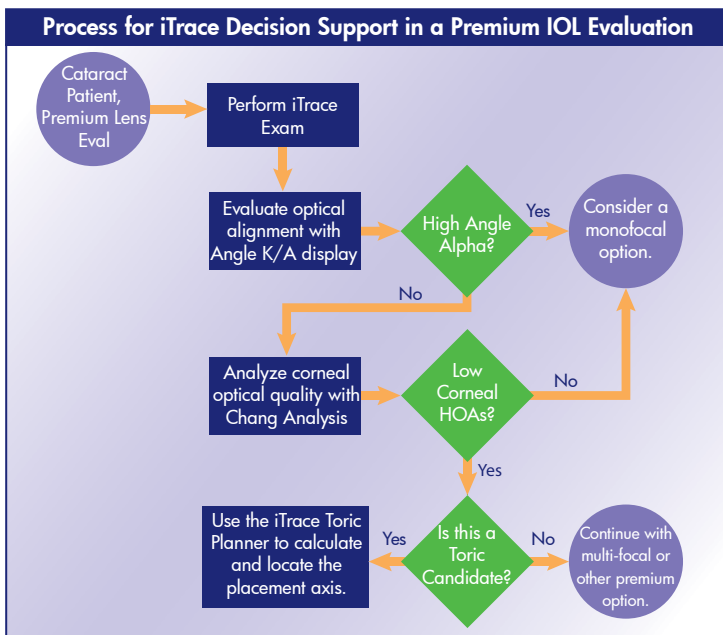 Process for iTrace Decision Support in a Premium IOL Evaluation
Cataract
Patient,
Premium Lens
Eval
Perform iTrace
Exam
Evaluate optical
alignment with
Angle K/A display
High Angle
Alpha?
Yes
Consider a
monofocal
option.
No
Analyze corneal
optical quality with
Chang Analysis
Low
Corneal
HOAs?
No
Yes
Use the iTrace Toric
Planner to calculate
and locate the
placement axis.
Yes
Is this a
Toric
Candidate?
No
Continue with
multi-focal or
other premium
option.